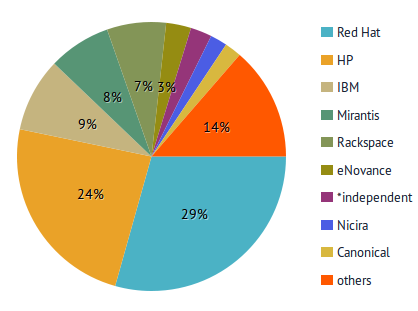 7% 3%
8%
9%
14%
24%
29%
Red Hat
HP
IBM
Mirantis
Rackspace
eNovance
*independent
Nicira
Canonical
others